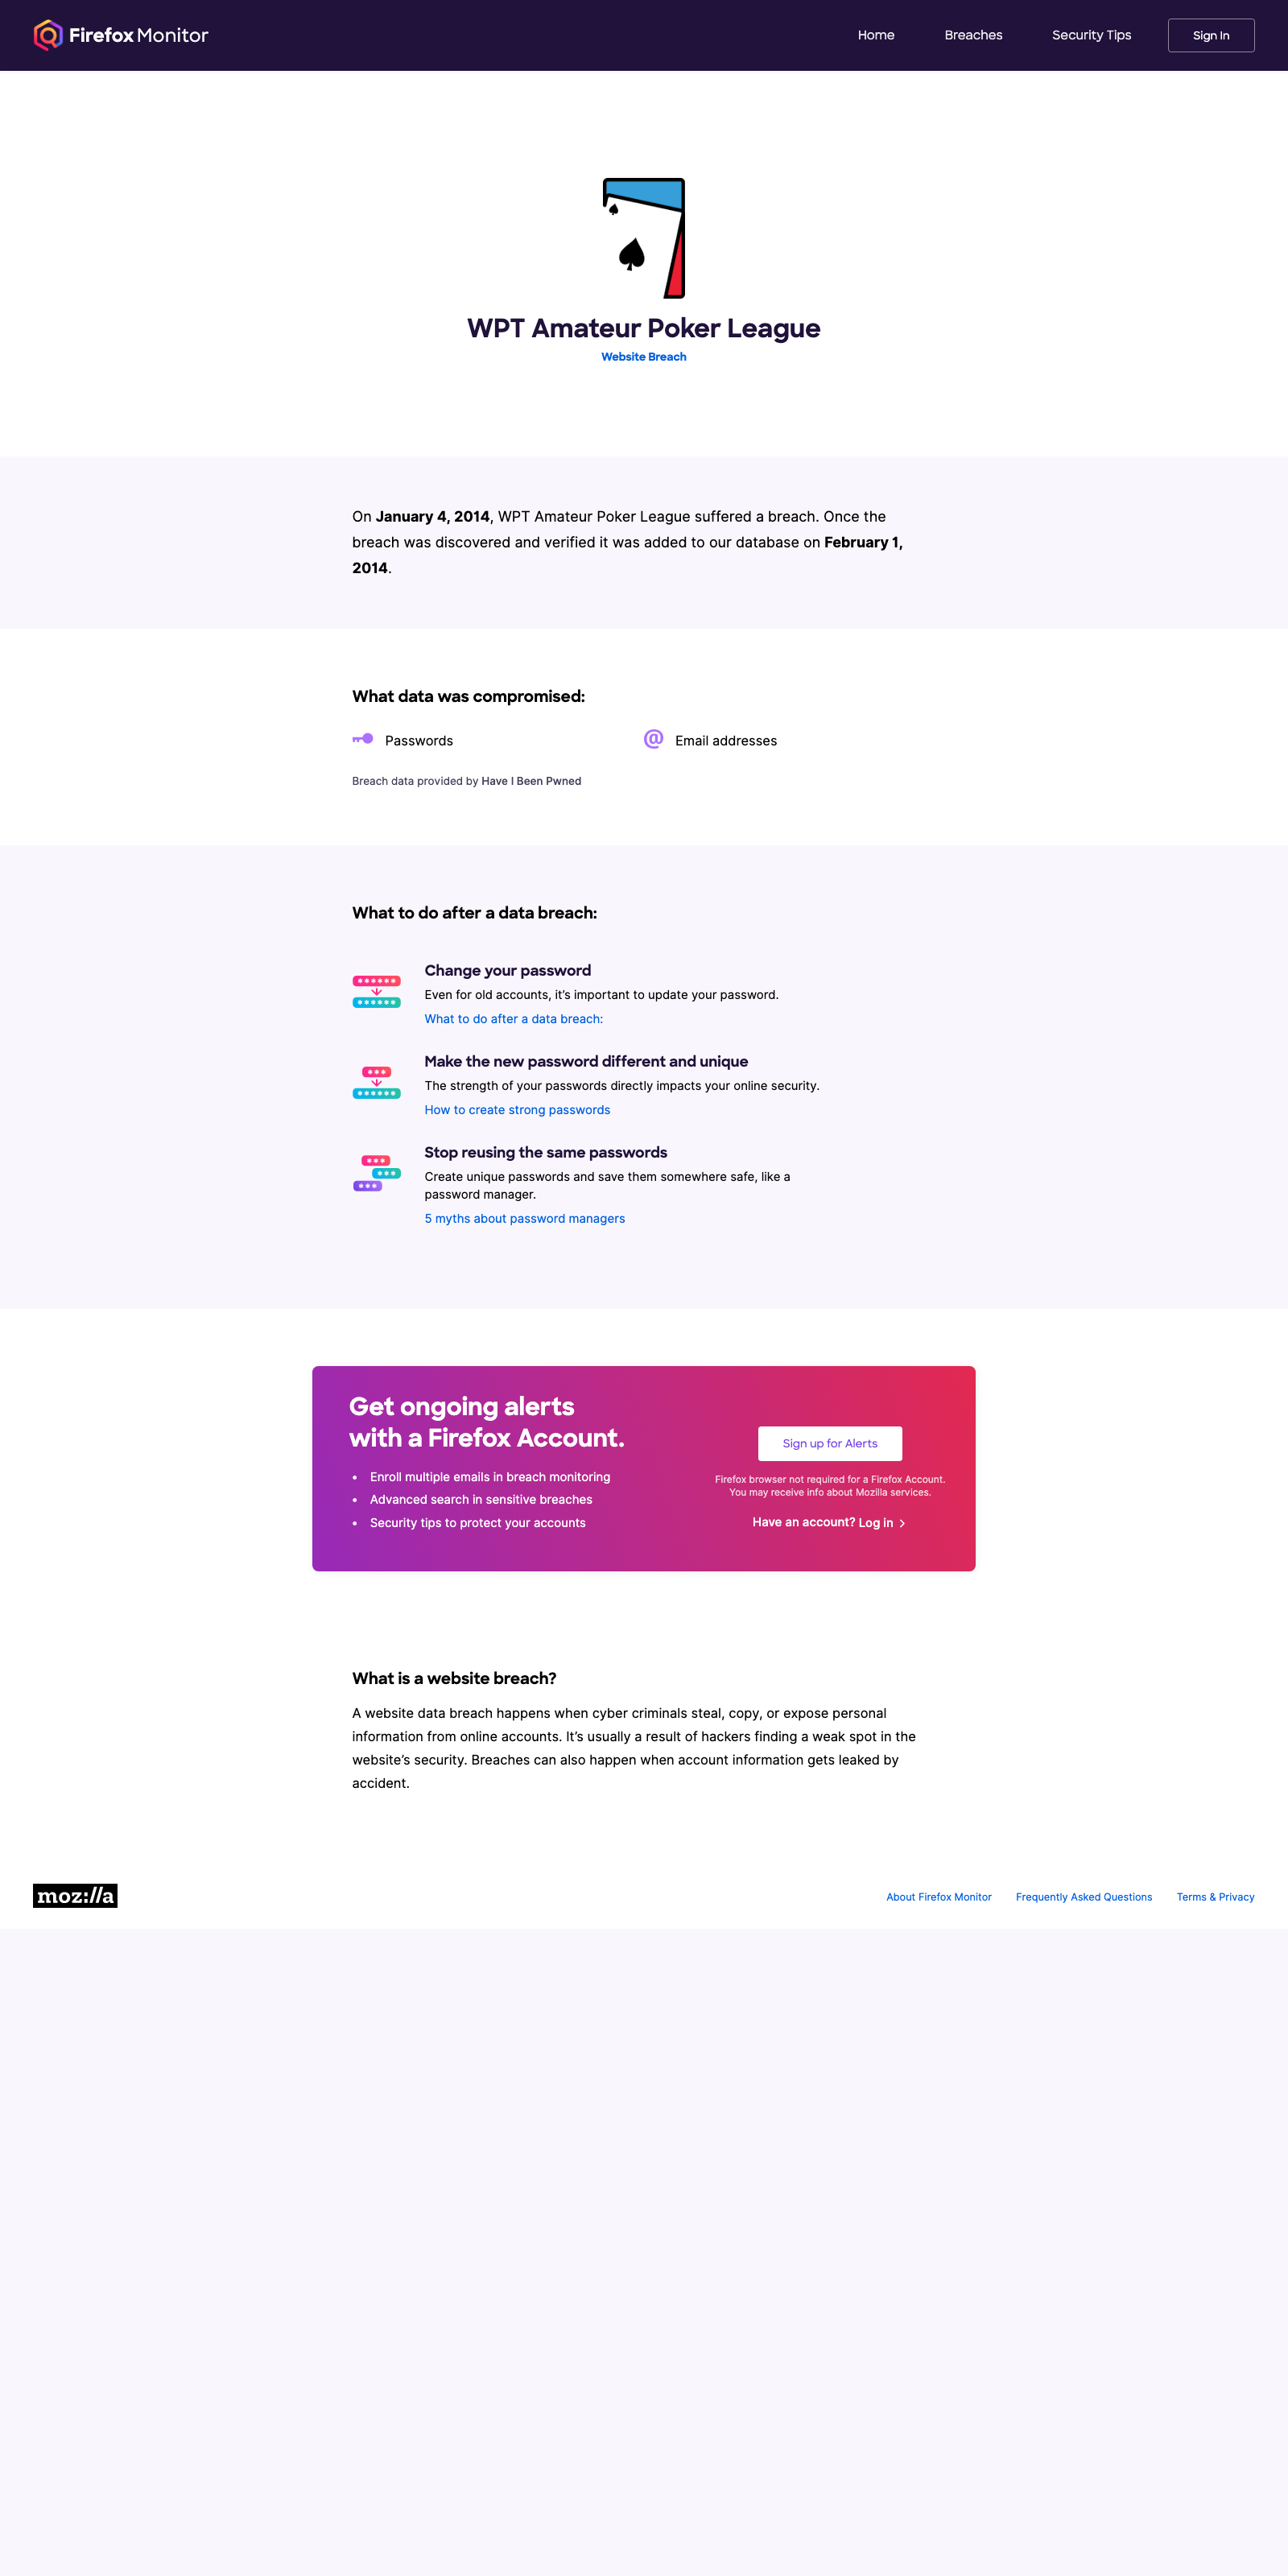 Firefox Monitor
Home
Breaches
Security Tips
Sign In
WPT Amateur Poker League
Website Breach
On January 4, 2014, WPT Amateur Poker League suffered a breach. Once the
breach was discovered and verified it was added to our database on February 1,
2014.
What data was compromised:
Passwords
Email addresses
Breach data provided by Have I Been Pwned
What to do after a data breach:
Change your password
Even for old accounts, it’s important to update your password.
What to do after a data breach:
Make the new password different and unique
The strength of your passwords directly impacts your online security.
How to create strong passwords
Stop reusing the same passwords
Create unique passwords and save them somewhere safe, like a
password manager.
5 myths about password managers
Get ongoing alerts
with a Firefox Account.
• Enroll multiple emails in breach monitoring
• Advanced search in sensitive breaches
• Security tips to protect your accounts
Sign up for Alerts
Firefox browser not required for a Firefox Account.
You may receive info about Mozilla services.
Have an account? Log in
What is a website breach?
A website data breach happens when cyber criminals steal, copy, or expose personal
information from online accounts. It’s usually a result of hackers finding a weak spot in the
website’s security. Breaches can also happen when account information gets leaked by
accident.
moz://a
About Firefox Monitor
Frequently Asked Questions
Terms & Privacy